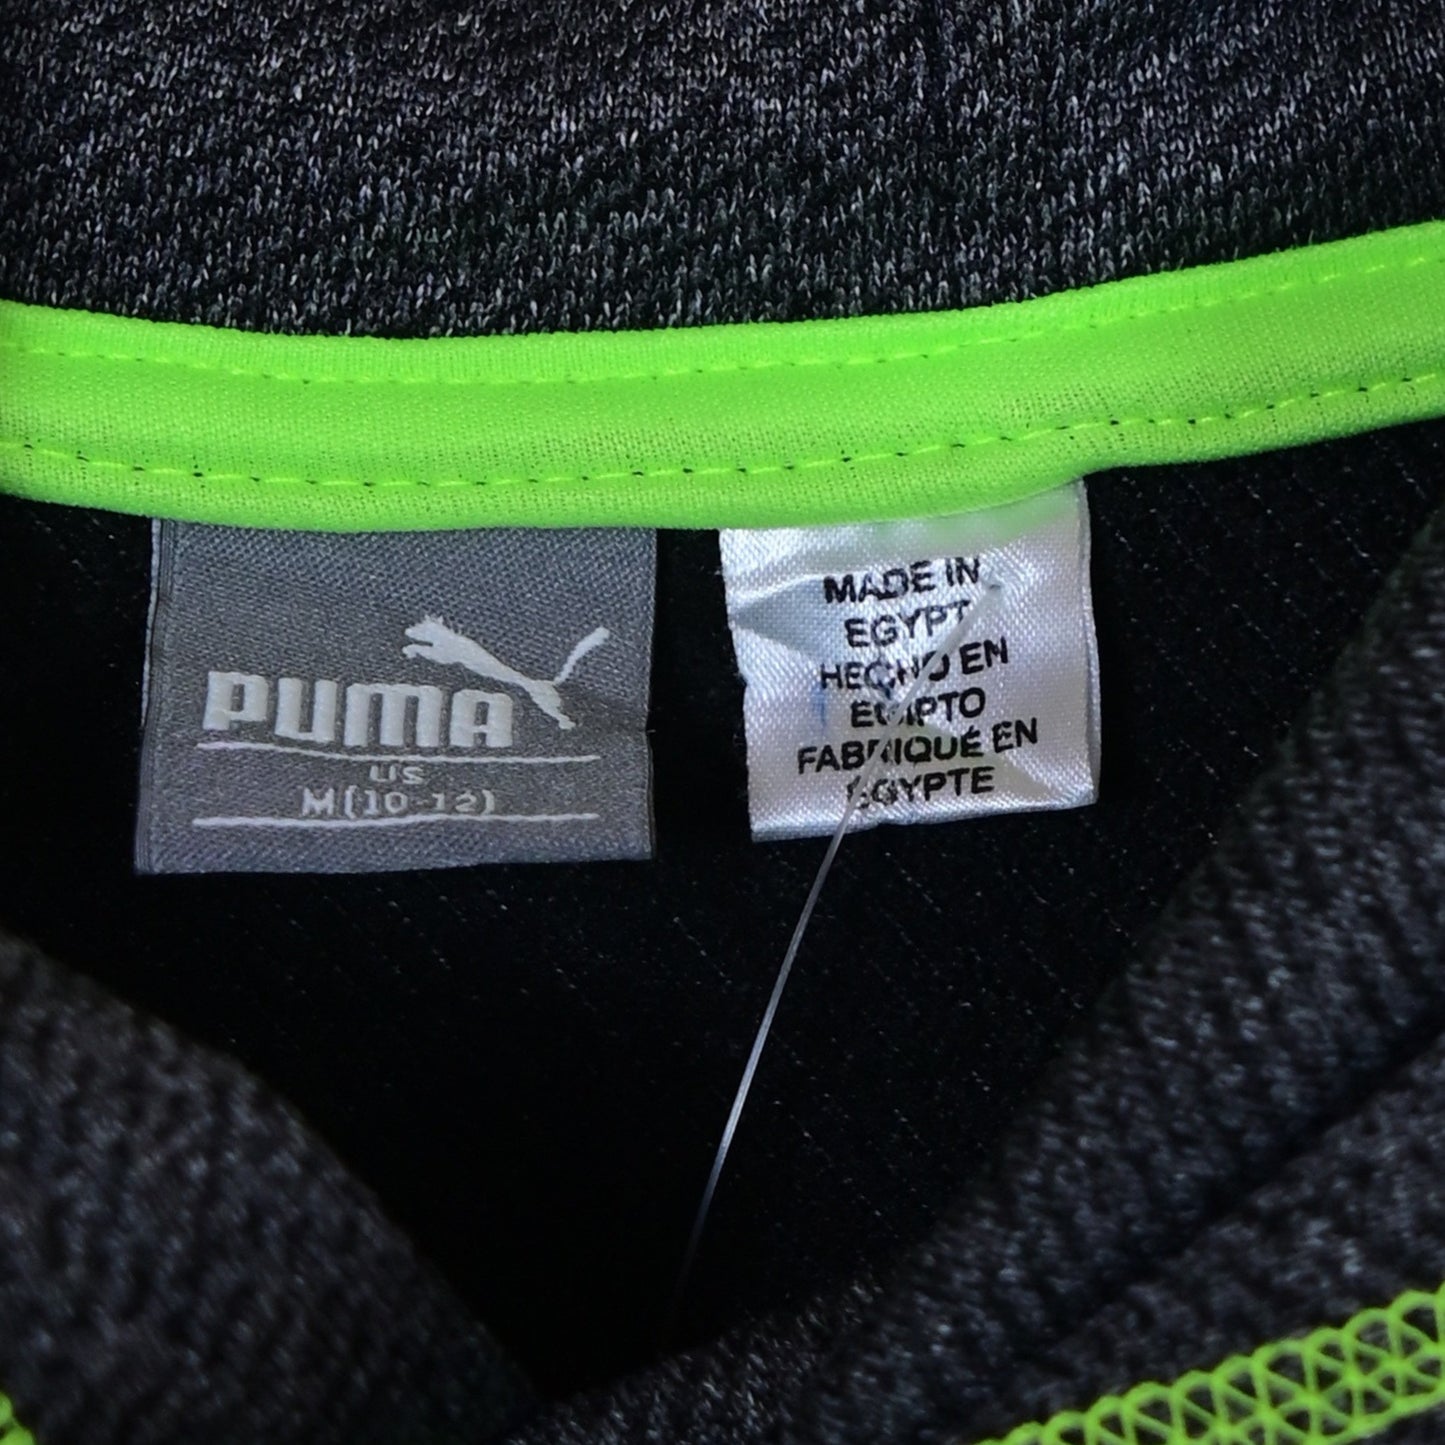 PUMA
US
M(10-12)
MADE IN
EGYPT
HECHO EN
EGIPTO
FABRIQUÉ EN
EGYPTE